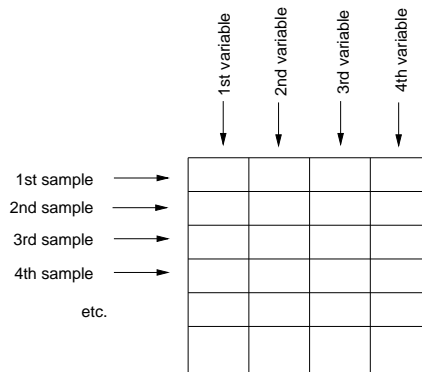 1st variable
2nd variable
3rd variable
4th variable
1st sample
2nd sample
3rd sample
4th sample
etc.